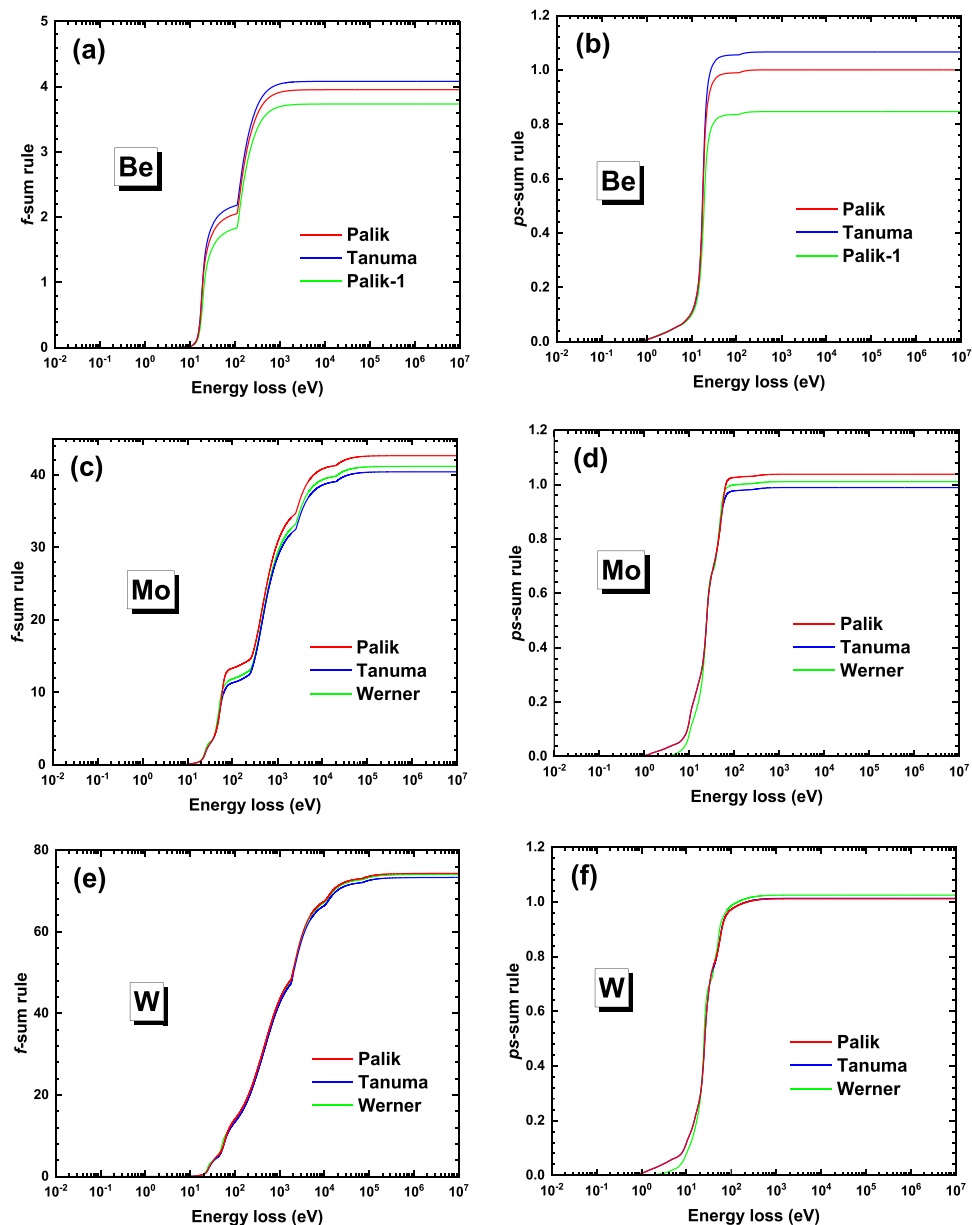 (a)
5
4
3
2
1
0
f-sum rule
Be
Palik
Tanuma
Palik-1
10⁻² 10⁻¹ 10⁰ 10¹ 10² 10³ 10⁴ 10⁵ 10⁶ 10⁷
Energy loss (eV)
(b)
1.2
1.0
0.8
0.6
0.4
0.2
0.0
ps-sum rule
Be
Palik
Tanuma
Palik-1
10⁻² 10⁻¹ 10⁰ 10¹ 10² 10³ 10⁴ 10⁵ 10⁶ 10⁷
Energy loss (eV)
(c)
40
30
20
10
0
f-sum rule
Mo
Palik
Tanuma
Werner
10⁻² 10⁻¹ 10⁰ 10¹ 10² 10³ 10⁴ 10⁵ 10⁶ 10⁷
Energy loss (eV)
(d)
1.2
1.0
0.8
0.6
0.4
0.2
0.0
ps-sum rule
Mo
Palik
Tanuma
Werner
10⁻² 10⁻¹ 10⁰ 10¹ 10² 10³ 10⁴ 10⁵ 10⁶ 10⁷
Energy loss (eV)
(e)
80
60
40
20
0
f-sum rule
W
Palik
Tanuma
Werner
10⁻² 10⁻¹ 10⁰ 10¹ 10² 10³ 10⁴ 10⁵ 10⁶ 10⁷
Energy loss (eV)
(f)
1.2
1.0
0.8
0.6
0.4
0.2
0.0
ps-sum rule
W
Palik
Tanuma
Werner
10⁻² 10⁻¹ 10⁰ 10¹ 10² 10³ 10⁴ 10⁵ 10⁶ 10⁷
Energy loss (eV)